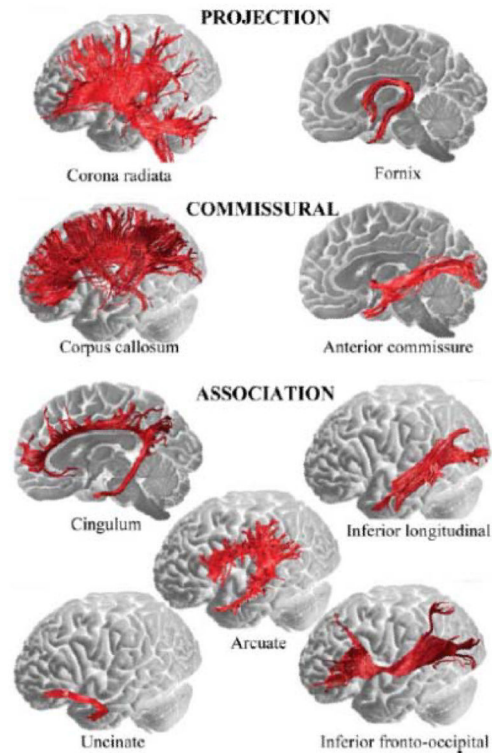 PROJECTION
Corona radiata
Fornix
COMMISSURAL
Corpus callosum
Anterior commissure
ASSOCIATION
Cingulum
Inferior longitudinal
Arcuate
Uncinate
Inferior fronto-occipital